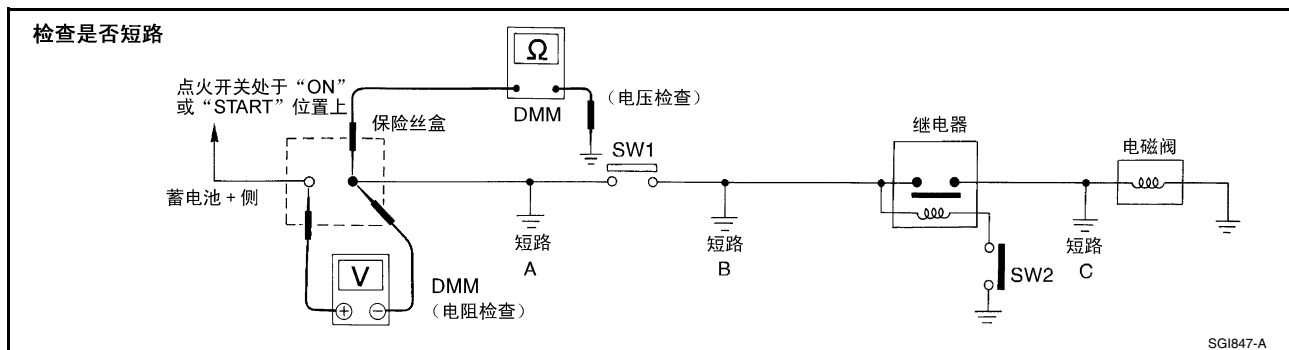 检查是否短路
点火开关处于“ON”
或“START”位置上
Ω
DMM
（电压检查）
保险丝盒
SW1
继电器
电磁阀
蓄电池+侧
短路
A
短路
B
短路
C
SW2
V
+ −
DMM
（电阻检查）
SGI847-A